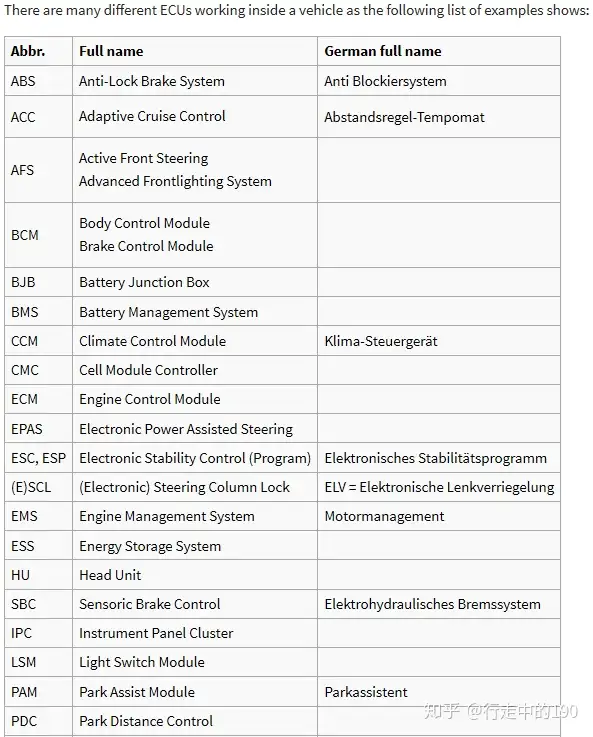 There are many different ECUs working inside a vehicle as the following list of examples shows:
Abbr. Full name German full name
ABS Anti-Lock Brake System Anti Blockiersystem
ACC Adaptive Cruise Control Abstandsregel-Tempomat
AFS Active Front Steering
Advanced Frontlighting System
BCM Body Control Module
Brake Control Module
BJB Battery Junction Box
BMS Battery Management System
CCM Climate Control Module Klima-Steuergerät
CMC Cell Module Controller
ECM Engine Control Module
EPAS Electronic Power Assisted Steering
ESC, ESP Electronic Stability Control (Program) Elektronisches Stabilitätsprogramm
(E)SCL (Electronic) Steering Column Lock ELV = Elektronische Lenkverriegelung
EMS Engine Management System Motormanagement
ESS Energy Storage System
HU Head Unit
SBC Sensoric Brake Control Elektrohydraulisches Bremssystem
IPC Instrument Panel Cluster
LSM Light Switch Module
PAM Park Assist Module Parkassistent
PDC Park Distance Control
知乎 @行走中的190